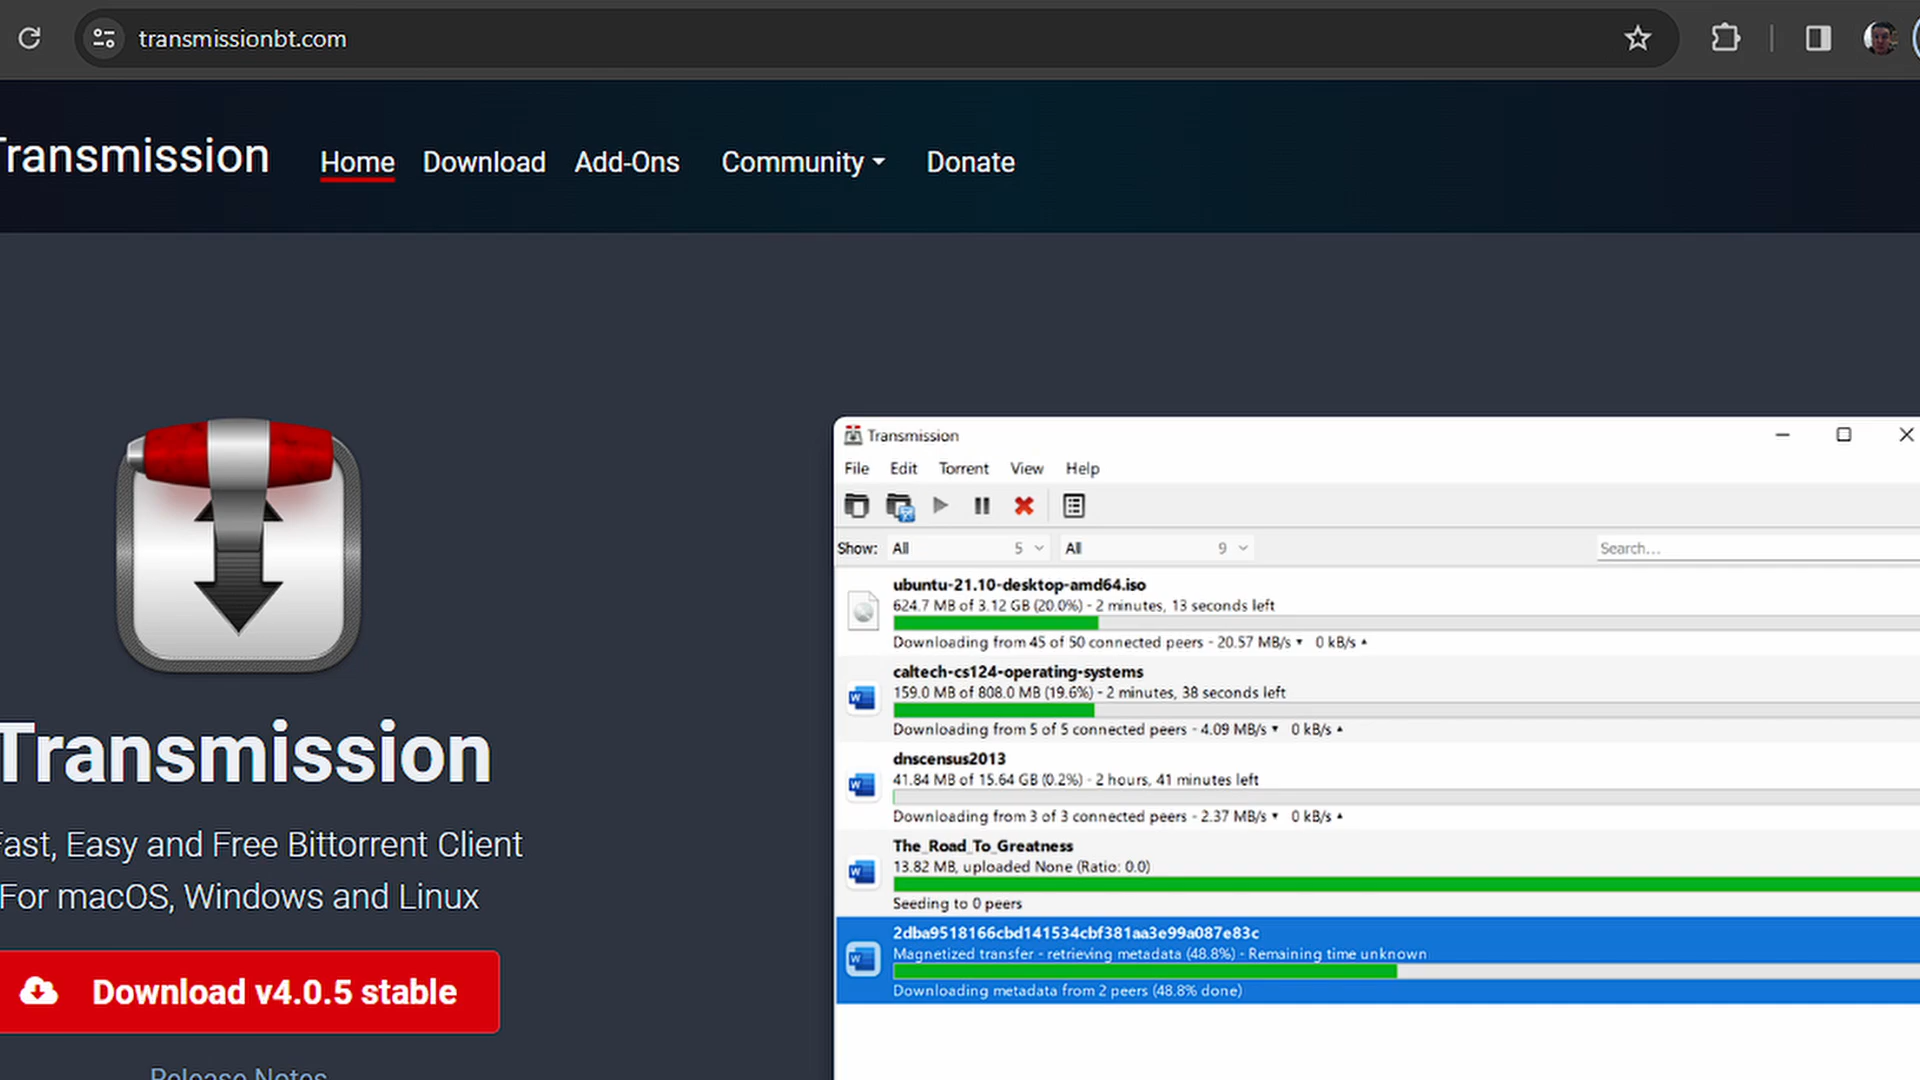 transmissionbt.com
Transmission
Home Download Add-Ons Community Donate
Transmission
Fast, Easy and Free Bittorrent Client
For macOS, Windows and Linux
Download v4.0.5 stable
Release Notes
Transmission
File Edit Torrent View Help
Show: All 5 All 9 Search...
ubuntu-21.10-desktop-amd64.iso
624.7 MB of 3.12 GB (20.0%) - 2 minutes, 13 seconds left
Downloading from 45 of 50 connected peers - 20.57 MB/s ▾ 0 kB/s ▴
caltech-cs124-operating-systems
159.0 MB of 808.0 MB (19.6%) - 2 minutes, 38 seconds left
Downloading from 5 of 5 connected peers - 4.09 MB/s ▾ 0 kB/s ▴
dnscensus2013
41.84 MB of 15.64 GB (0.2%) - 2 hours, 41 minutes left
Downloading from 3 of 3 connected peers - 2.37 MB/s ▾ 0 kB/s ▴
The_Road_To_Greatness
13.82 MB, uploaded None (Ratio: 0.0)
Seeding to 0 peers
2dba9518166cbd141534cbf381aa3e99a087e83c
Magnetized transfer - retrieving metadata (48.8%) - Remaining time unknown
Downloading metadata from 2 peers (48.8% done)